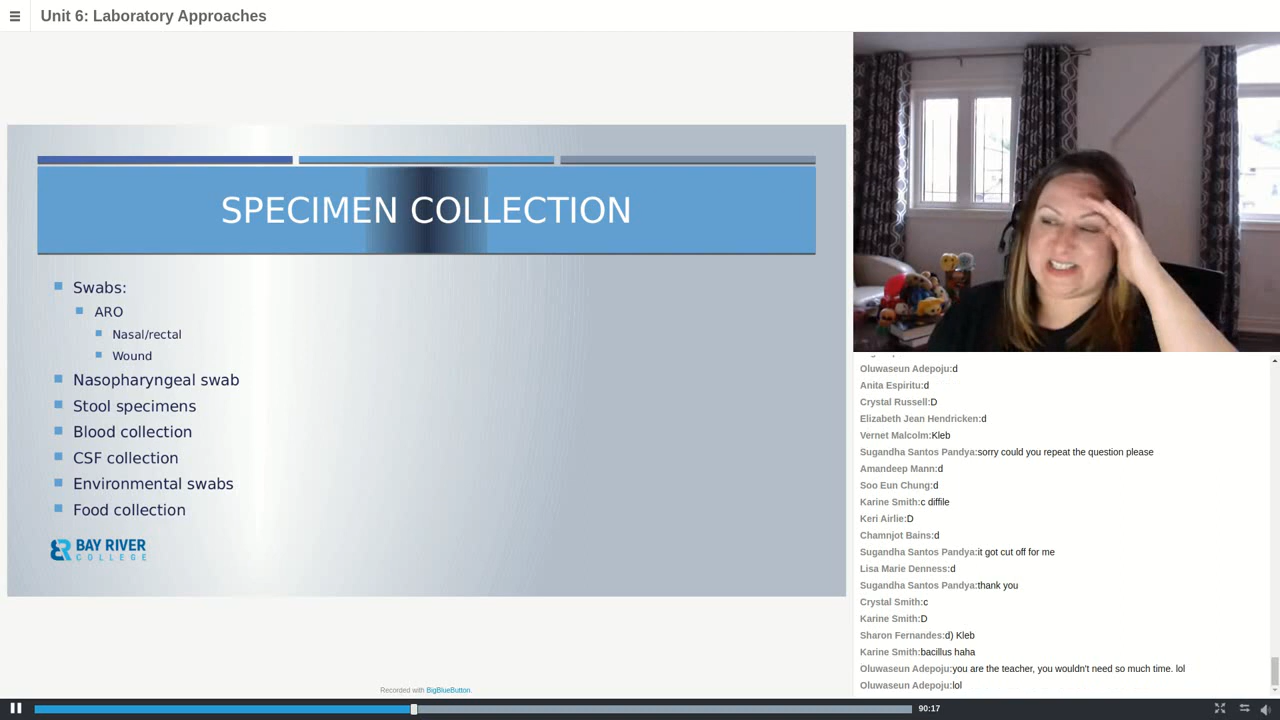 Unit 6: Laboratory Approaches
SPECIMEN COLLECTION
Swabs:
ARO
Nasal/rectal
Wound
Nasopharyngeal swab
Stool specimens
Blood collection
CSF collection
Environmental swabs
Food collection
BAY RIVER
COLLEGE
Recorded with BigBlueButton.
Oluwaseun Adepoju:d
Anita Espiritu:d
Crystal Russell:D
Elizabeth Jean Hendricken:d
Vernet Malcolm:Kleb
Sugandha Santos Pandya:sorry could you repeat the question please
Amandeep Mann:d
Soo Eun Chung:d
Karine Smith:c diffile
Keri Airlie:D
Chamnjot Bains:d
Sugandha Santos Pandya:it got cut off for me
Lisa Marie Denness:d
Sugandha Santos Pandya:thank you
Crystal Smith:c
Karine Smith:D
Sharon Fernandes:d) Kleb
Karine Smith:bacillus haha
Oluwaseun Adepoju:you are the teacher, you wouldn't need so much time. lol
Oluwaseun Adepoju:lol
90:17